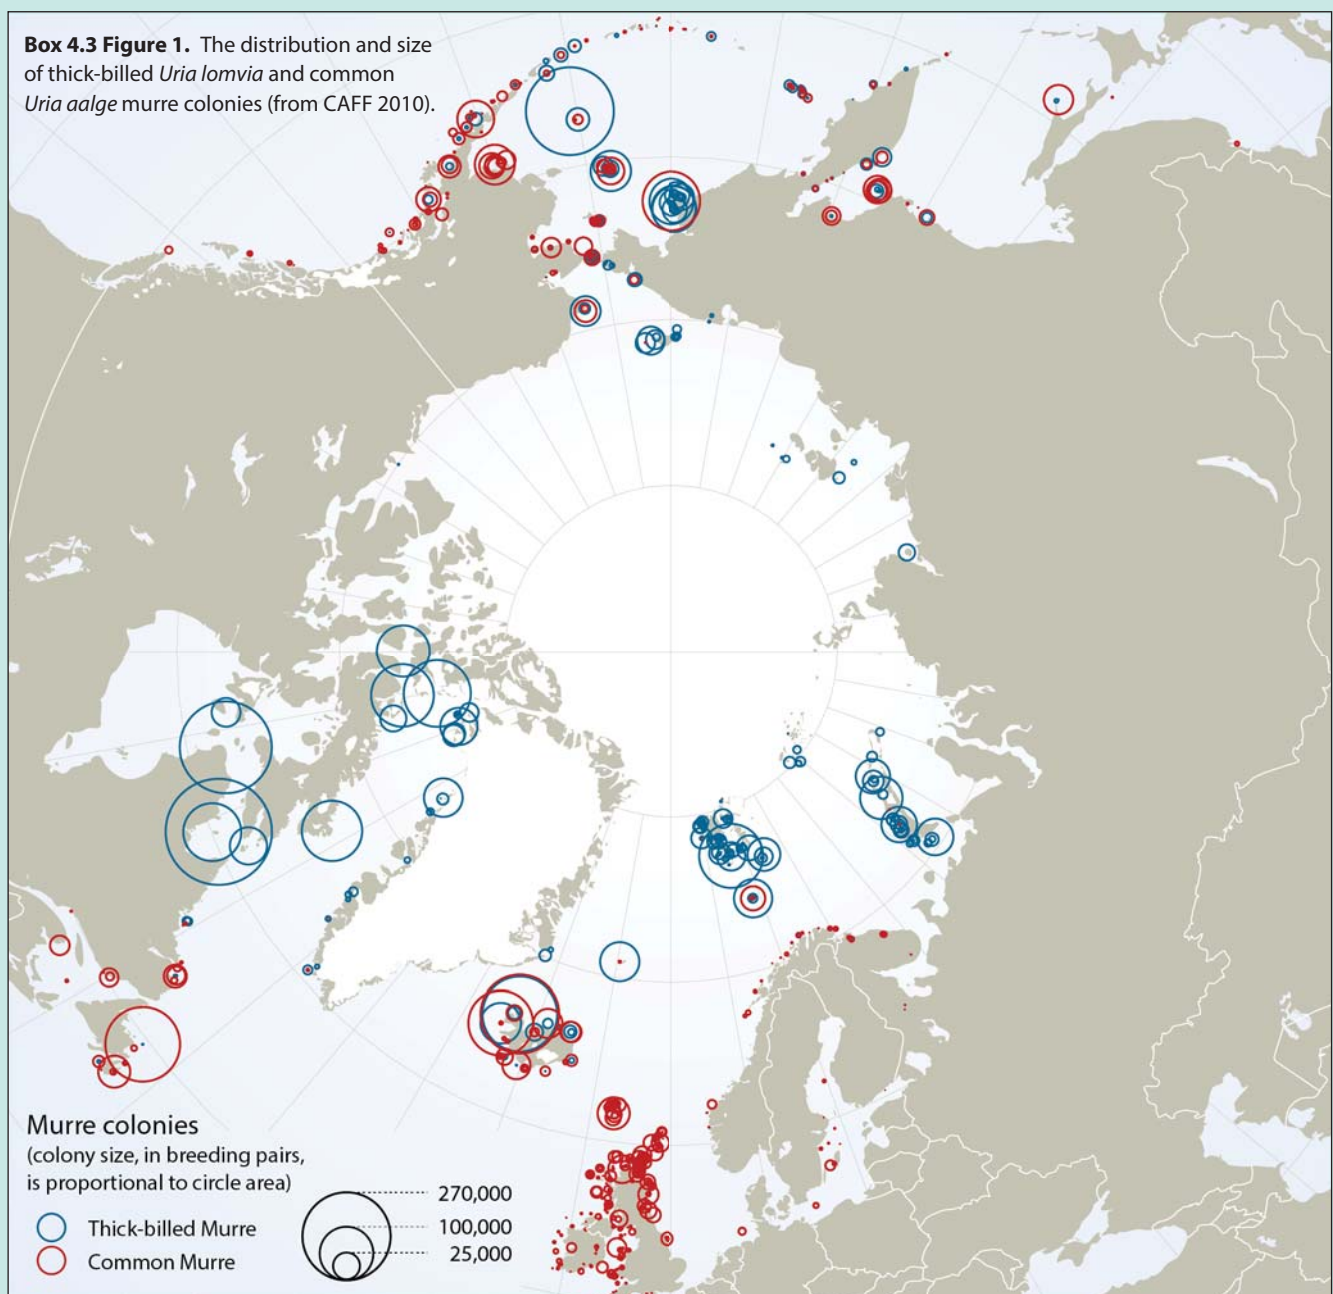 Box 4.3 Figure 1. The distribution and size
of thick-billed Uria lomvia and common
Uria aalge murre colonies (from CAFF 2010).
Murre colonies
(colony size, in breeding pairs,
is proportional to circle area)
Thick-billed Murre
Common Murre
270,000
100,000
25,000